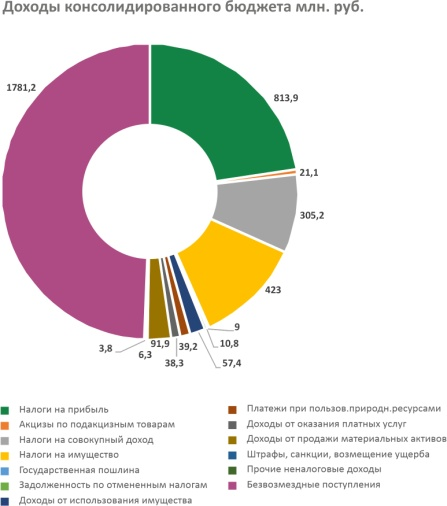 Доходы консолидированного бюджета млн. руб.
1781,2
813,9
21,1
305,2
423
9
10,8
57,4
39,2
38,3
91,9
6,3
3,8
Налоги на прибыль
Акцизы по подакцизным товарам
Налоги на совокупный доход
Налоги на имущество
Государственная пошлина
Задолженность по отмененным налогам
Доходы от использования имущества
Платежи при пользов.природн.ресурсами
Доходы от оказания платных услуг
Доходы от продажи материальных активов
Штрафы, санкции, возмещение ущерба
Прочие неналоговые доходы
Безвозмездные поступления